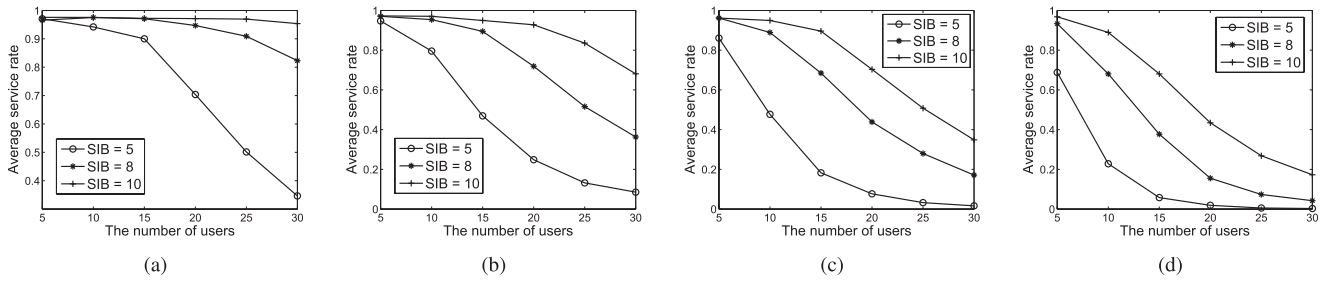 Average service rate
1
0.9
0.8
0.7
0.6
0.5
0.4
SIB = 5
SIB = 8
SIB = 10
5 10 15 20 25 30
The number of users
(a)
Average service rate
1
0.8
0.6
0.4
0.2
0
SIB = 5
SIB = 8
SIB = 10
5 10 15 20 25 30
The number of users
(b)
Average service rate
1
0.8
0.6
0.4
0.2
0
SIB = 5
SIB = 8
SIB = 10
5 10 15 20 25 30
The number of users
(c)
Average service rate
1
0.8
0.6
0.4
0.2
0
SIB = 5
SIB = 8
SIB = 10
5 10 15 20 25 30
The number of users
(d)